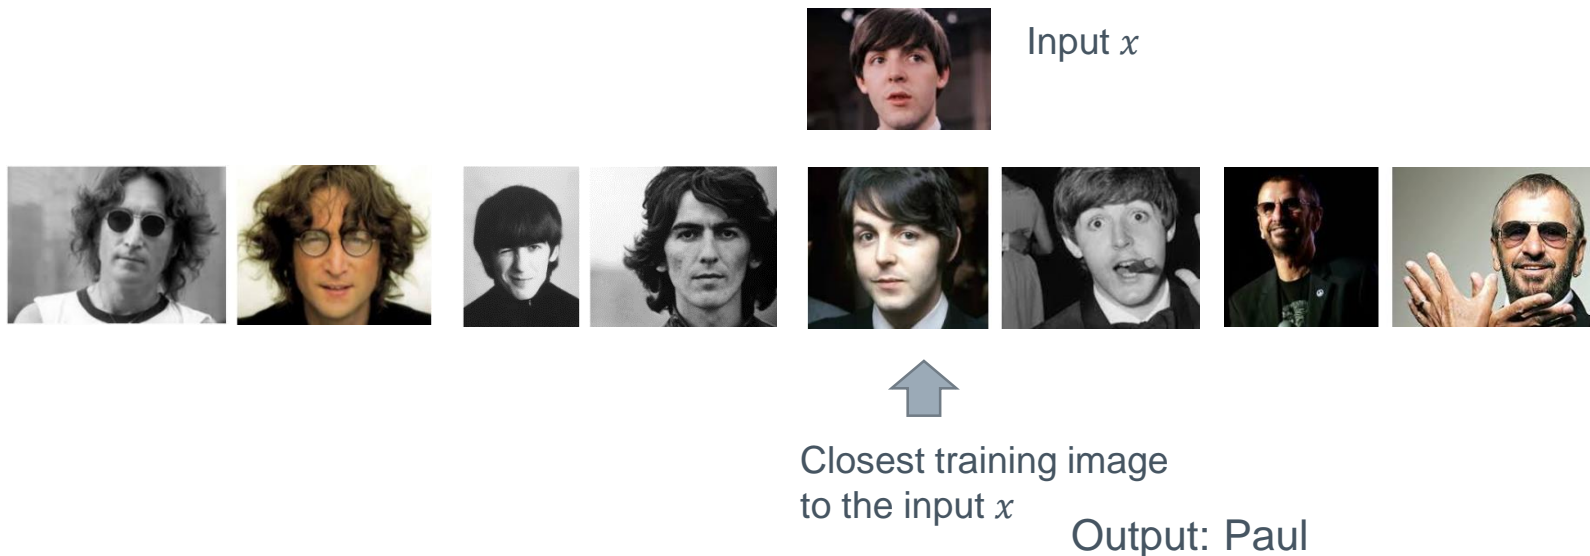 Input 𝑥
Closest training image
to the input 𝑥
Output: Paul